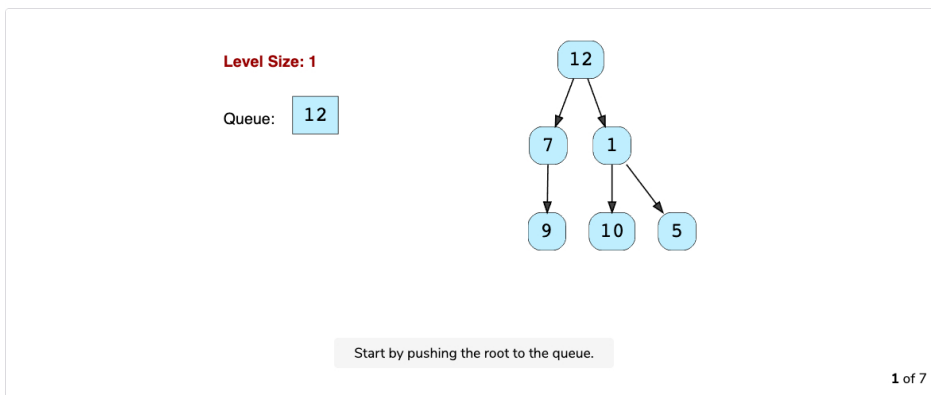 Level Size: 1
Queue: 12
12
7 1
9 10 5
Start by pushing the root to the queue.
1 of 7